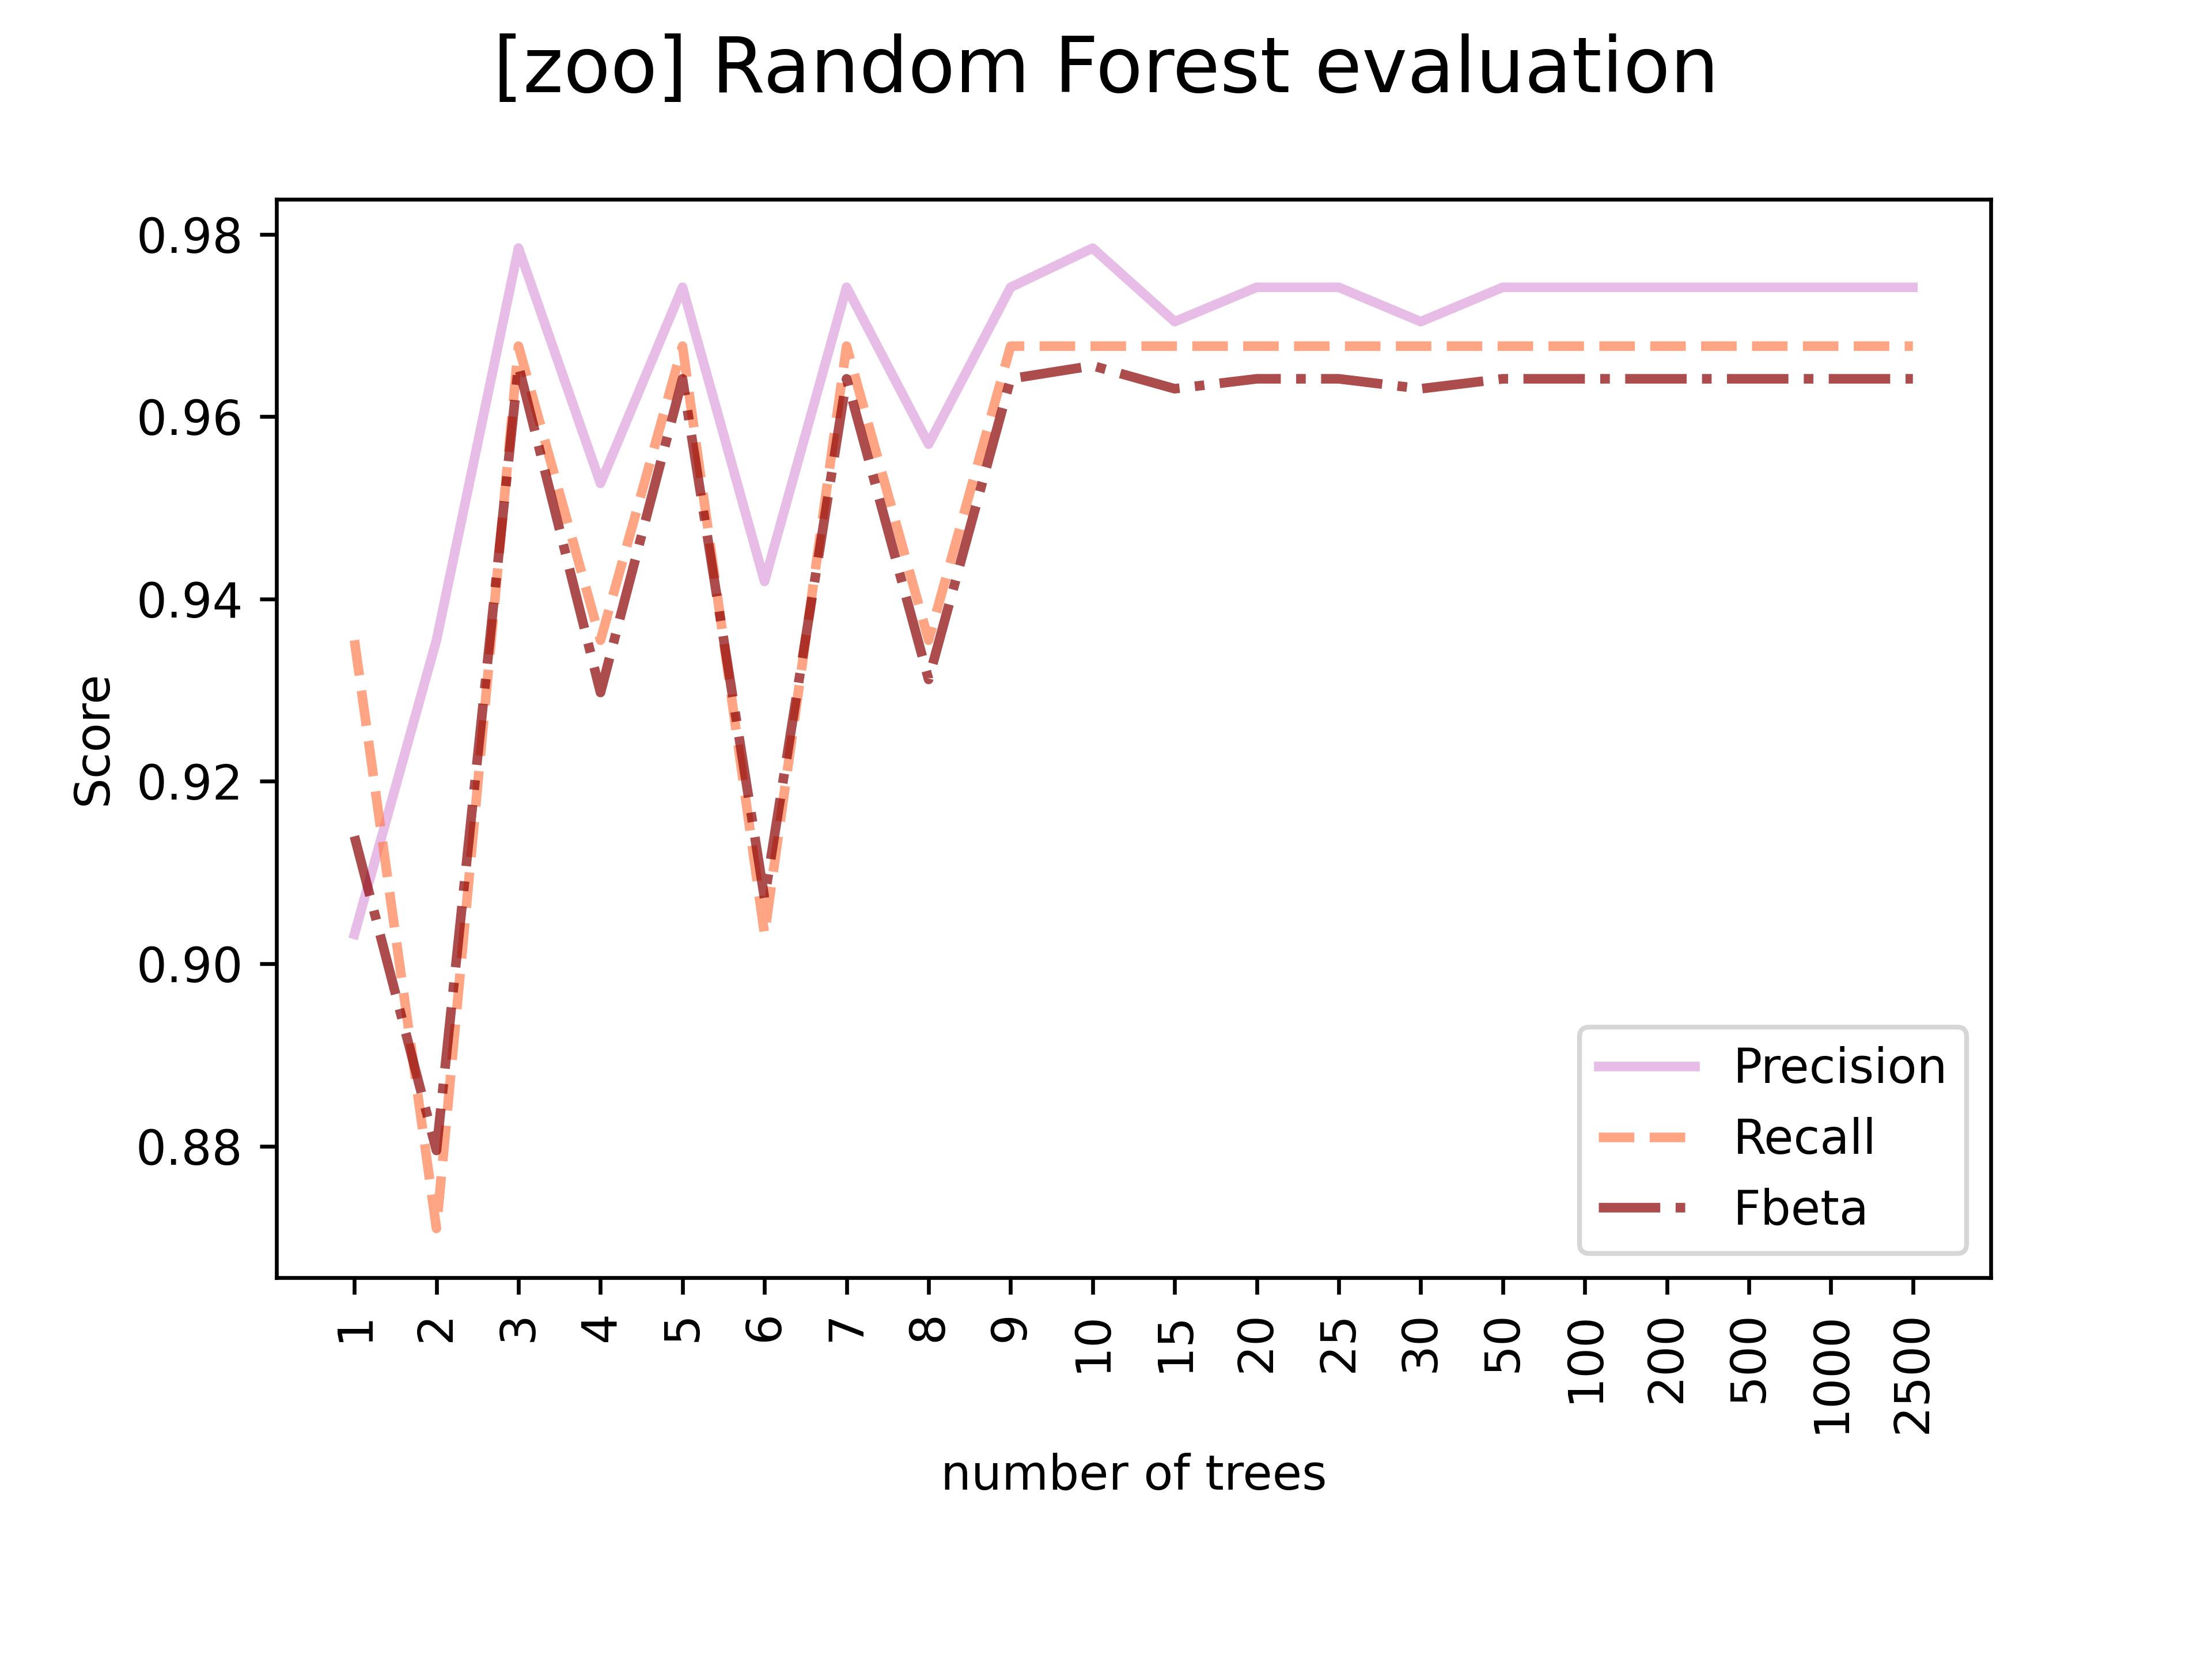 [zoo] Random Forest evaluation
0.98
0.96
0.94
0.92
0.90
0.88
Score
Precision
Recall
Fbeta
1 2 3 4 5 6 7 8 9 10 15 20 25 30 50 100 200 500 1000 2500
number of trees